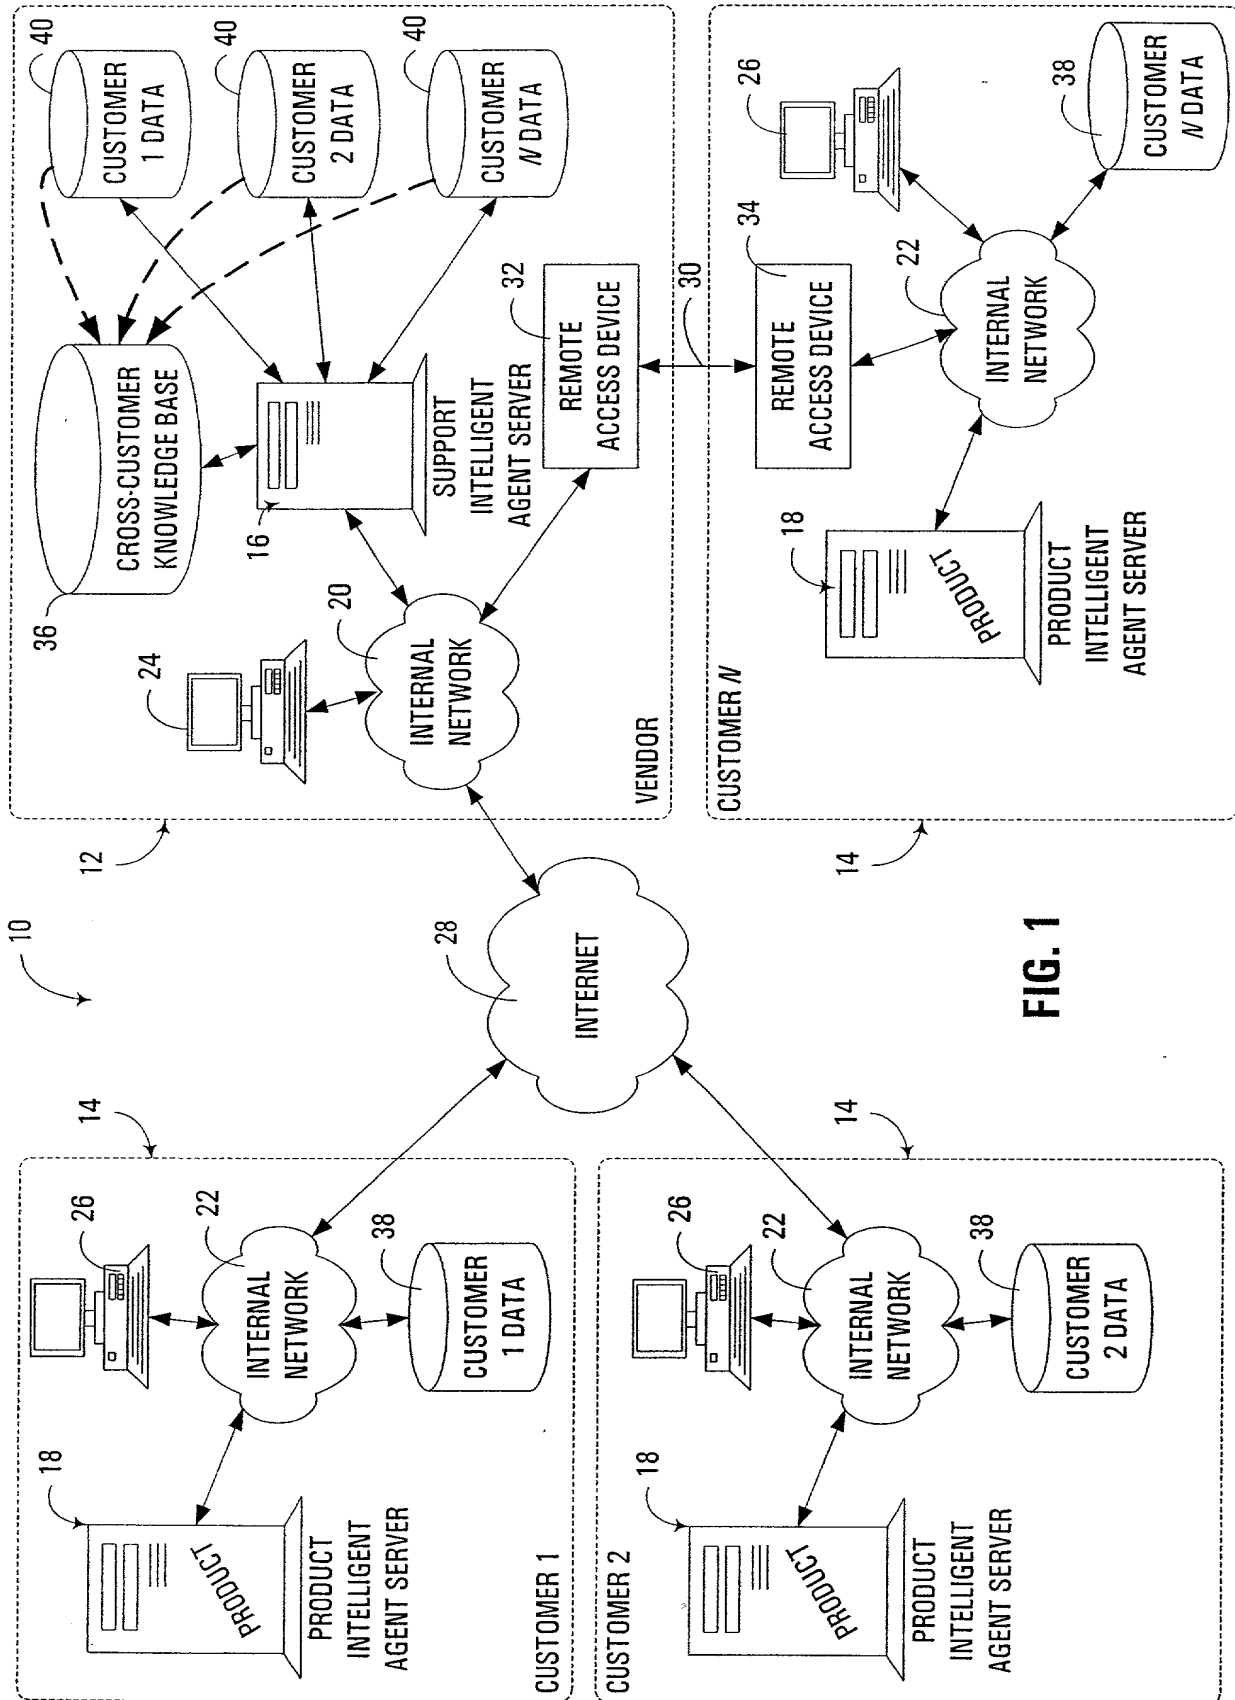 10
14
18
PRODUCT
PRODUCT
INTELLIGENT
AGENT SERVER
26
22
INTERNAL
NETWORK
38
CUSTOMER
1 DATA
CUSTOMER 1
CUSTOMER 2
14
18
PRODUCT
PRODUCT
INTELLIGENT
AGENT SERVER
26
22
INTERNAL
NETWORK
38
CUSTOMER
2 DATA
28
INTERNET
12
24
20
INTERNAL
NETWORK
36
CROSS-CUSTOMER
KNOWLEDGE BASE
16
SUPPORT
INTELLIGENT
AGENT SERVER
40
CUSTOMER
1 DATA
40
CUSTOMER
2 DATA
40
CUSTOMER
N DATA
32
REMOTE
ACCESS DEVICE
VENDOR
30
CUSTOMER N
14
34
REMOTE
ACCESS DEVICE
18
PRODUCT
PRODUCT
INTELLIGENT
AGENT SERVER
22
INTERNAL
NETWORK
26
38
CUSTOMER
N DATA
FIG. 1